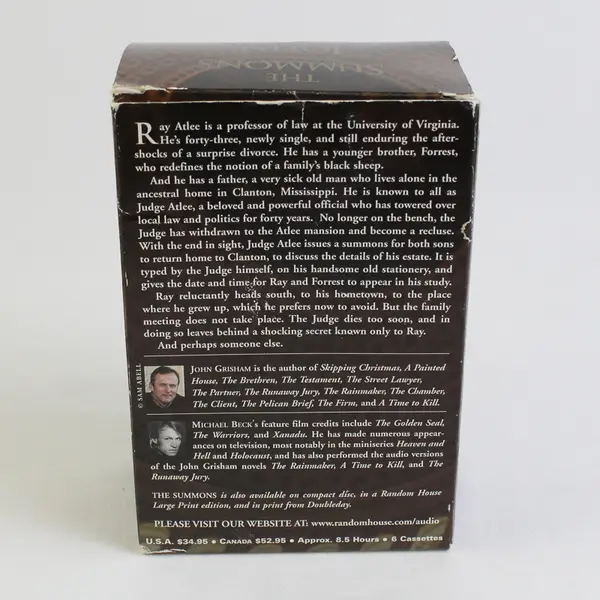 THE
SUMMONS
Ray Atlee is a professor of law at the University of Virginia.
He's forty-three, newly single, and still enduring the after-
shocks of a surprise divorce. He has a younger brother, Forrest,
who redefines the notion of a family's black sheep.
And he has a father, a very sick old man who lives alone in the
ancestral home in Clanton, Mississippi. He is known to all as
Judge Atlee, a beloved and powerful official who has towered over
local law and politics for forty years. No longer on the bench, the
Judge has withdrawn to the Atlee mansion and become a recluse.
With the end in sight, Judge Atlee issues a summons for both sons
to return home to Clanton, to discuss the details of his estate. It is
typed by the Judge himself, on his handsome old stationery, and
gives the date and time for Ray and Forrest to appear in his study.
Ray reluctantly heads south, to his hometown, to the place
where he grew up, which he prefers now to avoid. But the family
meeting does not take place. The Judge dies too soon, and in
doing so leaves behind a shocking secret known only to Ray.
And perhaps someone else.
© SAM ABELL
JOHN GRISHAM is the author of Skipping Christmas, A Painted
House, The Brethren, The Testament, The Street Lawyer,
The Partner, The Runaway Jury, The Rainmaker, The Chamber,
The Client, The Pelican Brief, The Firm, and A Time to Kill.
MICHAEL BECK's feature film credits include The Golden Seal,
The Warriors, and Xanadu. He has made numerous appear-
ances on television, most notably in the miniseries Heaven and
Hell and Holocaust, and has also performed the audio versions
of the John Grisham novels The Rainmaker, A Time to Kill, and The
Runaway Jury.
THE SUMMONS is also available on compact disc, in a Random House
Large Print edition, and in print from Doubleday.
PLEASE VISIT OUR WEBSITE AT: www.randomhouse.com/audio
U.S.A. $34.95 • CANADA $52.95 • Approx. 8.5 Hours • 6 Cassettes